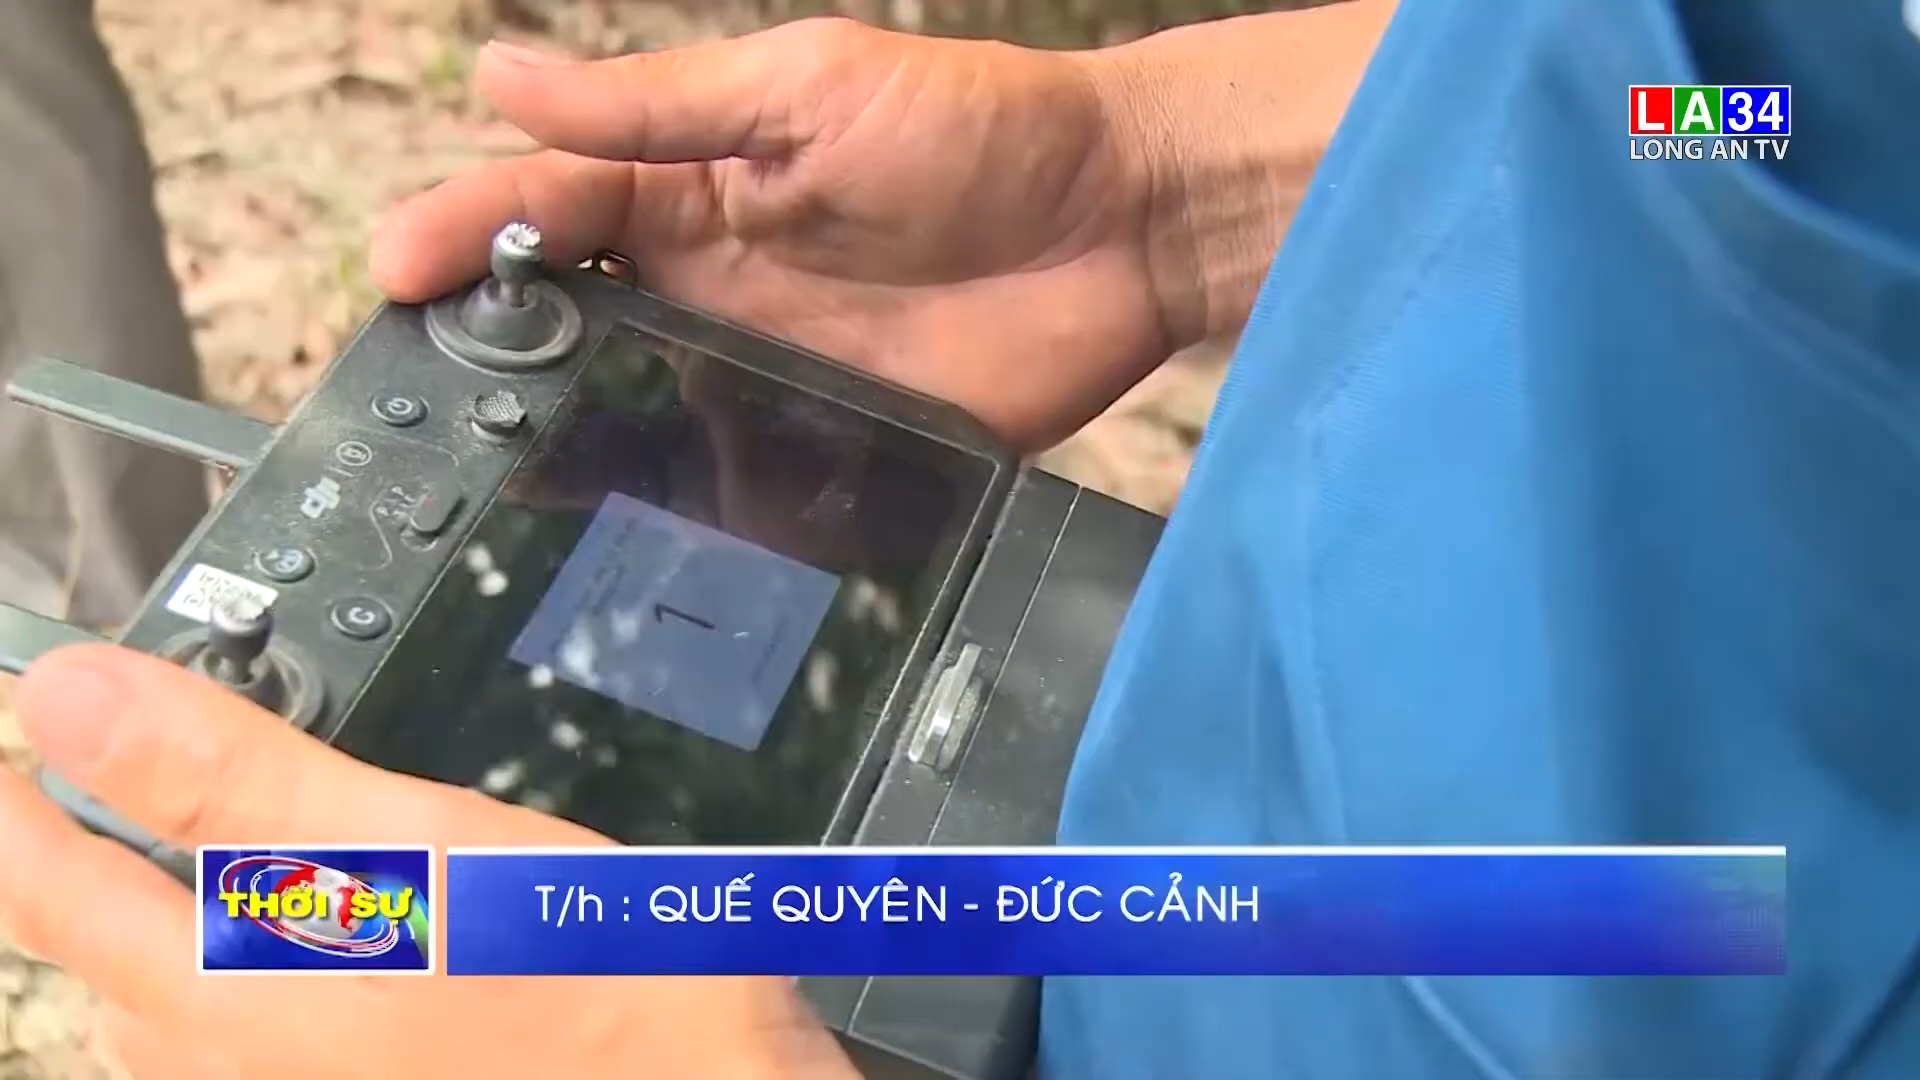 LA34
LONG AN TV
dji
C
1
THỜI SỰ
T/h : QUẾ QUYÊN - ĐỨC CẢNH